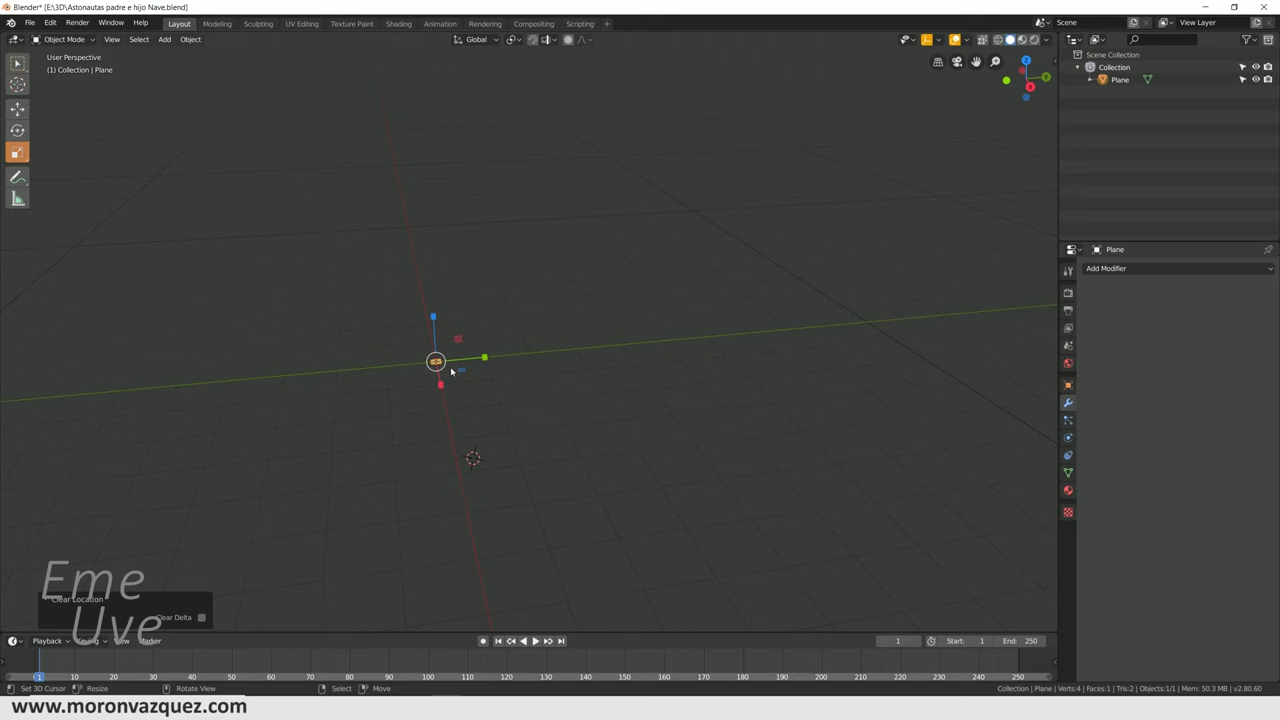 Blender* [E:\3D\Astonautas padre e hijo Nave.blend]
File Edit Render Window Help Layout Modeling Sculpting UV Editing Texture Paint Shading Animation Rendering Compositing Scripting + Scene View Layer
Object Mode View Select Add Object Global
User Perspective
(1) Collection | Plane
Scene Collection
Collection
Plane
Plane
Add Modifier
X
Y
Z
Eme
Uve
Clear Location
Clear Delta
Playback Keying View Marker 1 Start: 1 End: 250
1 10 20 30 40 50 60 70 80 90 100 110 120 130 140 150 160 170 180 190 200 210 220 230 240 250
Set 3D Cursor Resize Rotate View Select Move Collection | Plane | Verts:4 | Faces:1 | Tris:2 | Objects:1/1 | Mem: 50.3 MB | v2.80.60
www.moronvazquez.com